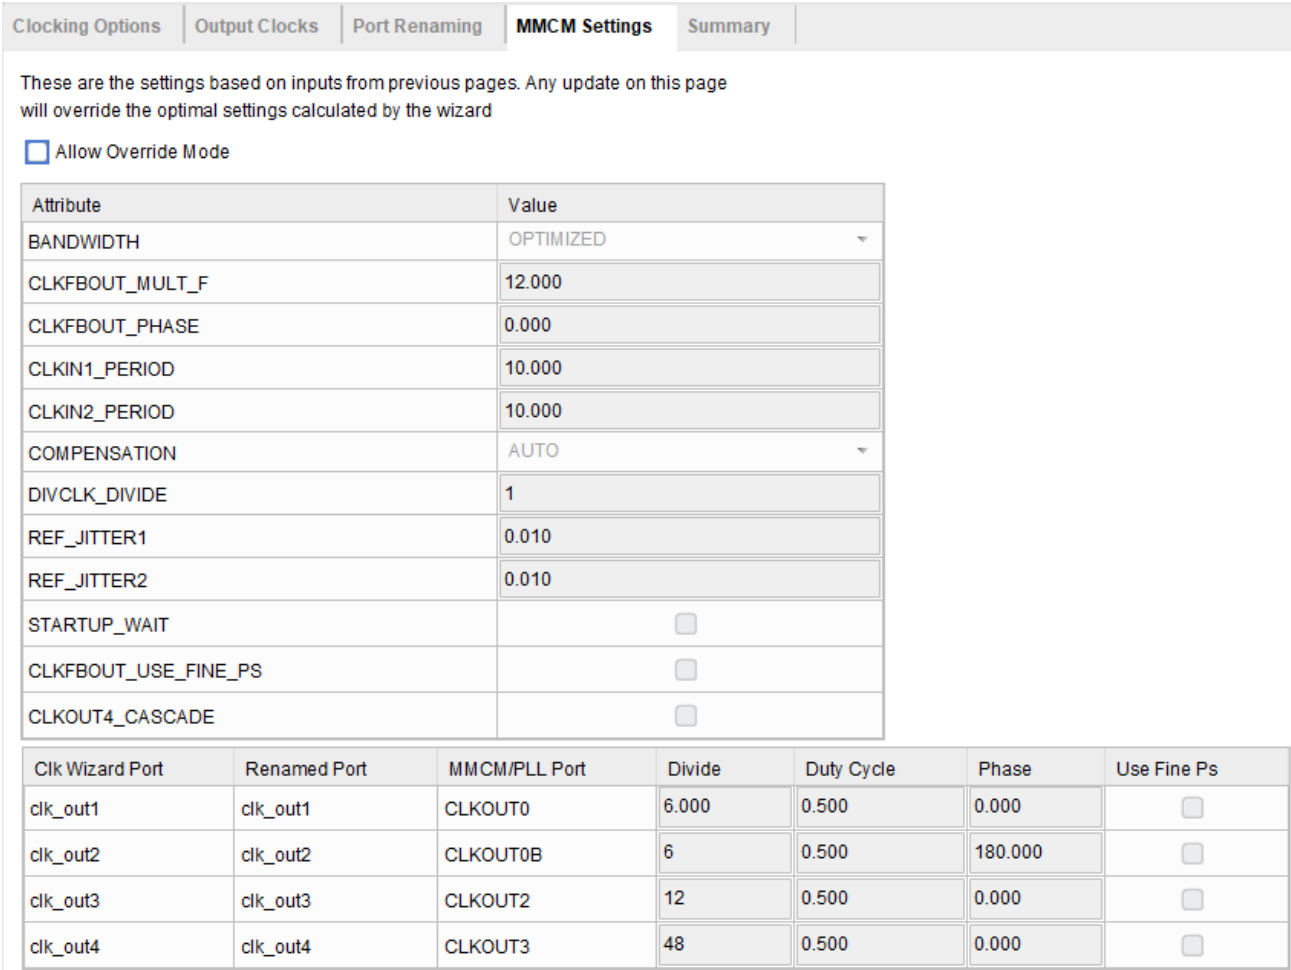 Clocking Options Output Clocks Port Renaming MMCM Settings Summary
These are the settings based on inputs from previous pages. Any update on this page
will override the optimal settings calculated by the wizard
Allow Override Mode
Attribute Value
BANDWIDTH OPTIMIZED
CLKFBOUT_MULT_F 12.000
CLKFBOUT_PHASE 0.000
CLKIN1_PERIOD 10.000
CLKIN2_PERIOD 10.000
COMPENSATION AUTO
DIVCLK_DIVIDE 1
REF_JITTER1 0.010
REF_JITTER2 0.010
STARTUP_WAIT
CLKFBOUT_USE_FINE_PS
CLKOUT4_CASCADE
Clk Wizard Port Renamed Port MMCM/PLL Port Divide Duty Cycle Phase Use Fine Ps
clk_out1 clk_out1 CLKOUT0 6.000 0.500 0.000
clk_out2 clk_out2 CLKOUT0B 6 0.500 180.000
clk_out3 clk_out3 CLKOUT2 12 0.500 0.000
clk_out4 clk_out4 CLKOUT3 48 0.500 0.000